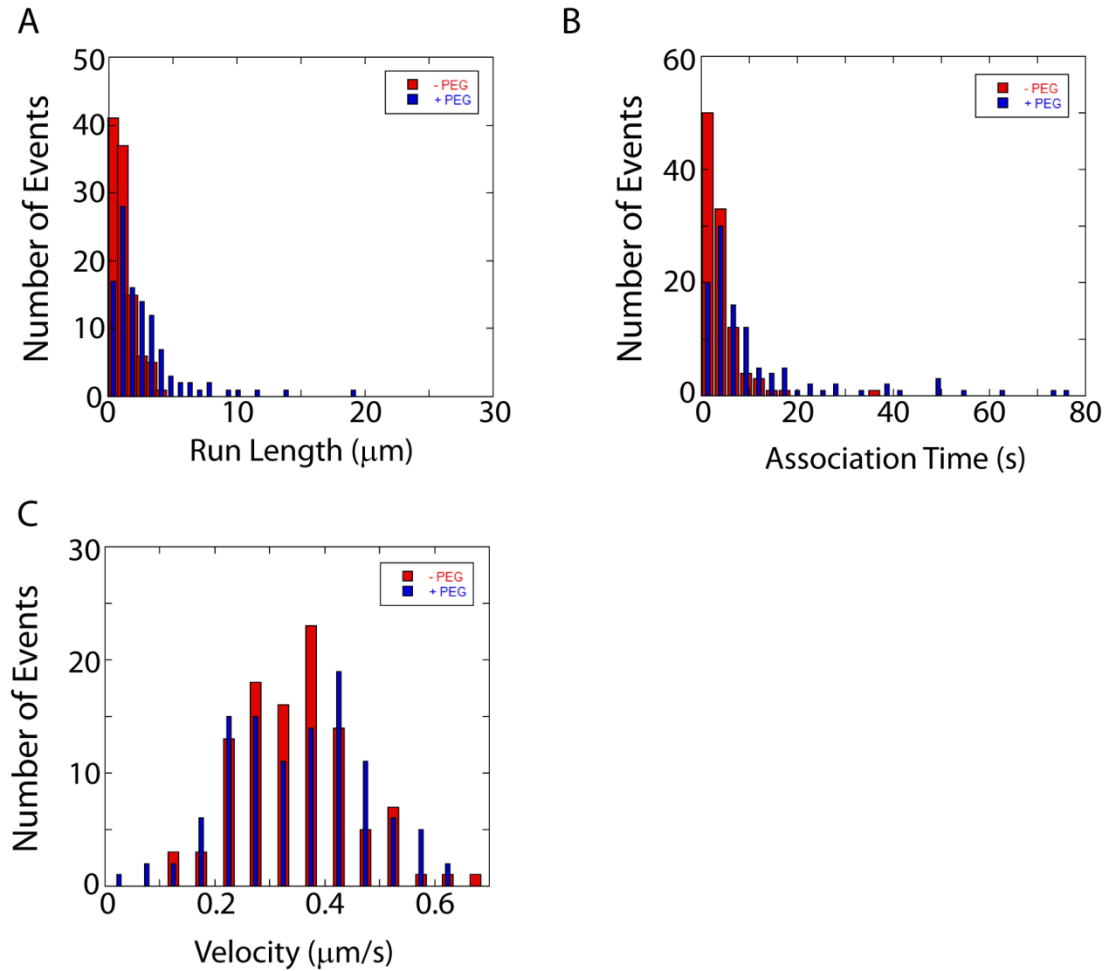 A
50
40
30
20
10
0
Number of Events
- PEG
+ PEG
0
10
20
30
Run Length (μm)
B
60
40
20
0
Number of Events
- PEG
+ PEG
0
20
40
60
80
Association Time (s)
C
30
20
10
0
Number of Events
- PEG
+ PEG
0
0.2
0.4
0.6
Velocity (μm/s)